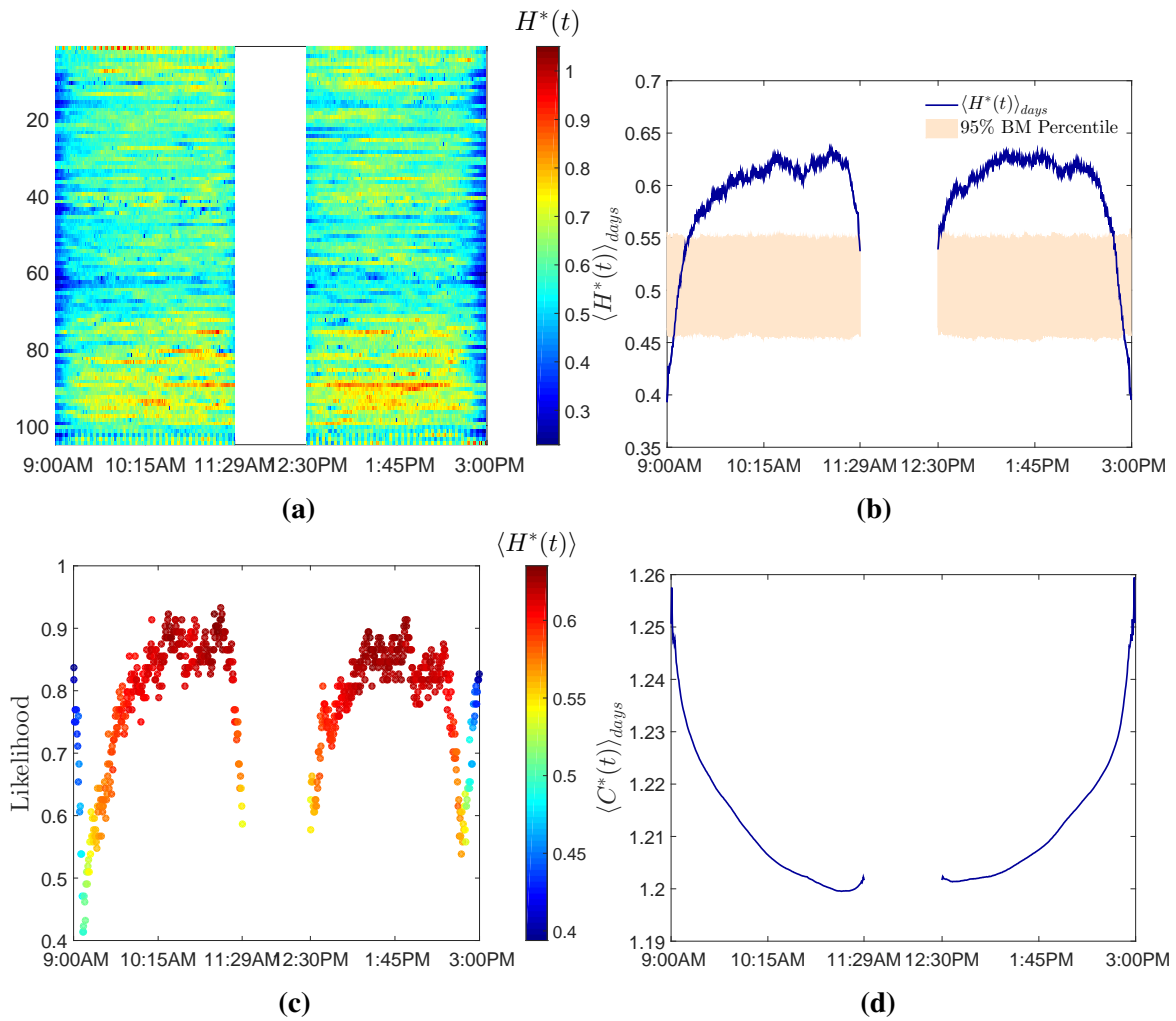 H*(t)
20
40
60
80
100
9:00AM 10:15AM 11:29AM 12:30PM 1:45PM 3:00PM
1
0.9
0.8
0.7
0.6
0.5
0.4
0.3
(a)
⟨H*(t)⟩days
0.7
0.65
0.6
0.55
0.5
0.45
0.4
0.35
⟨H*(t)⟩days
95% BM Percentile
9:00AM 10:15AM 11:29AM 12:30PM 1:45PM 3:00PM
(b)
⟨H*(t)⟩
Likelihood
1
0.9
0.8
0.7
0.6
0.5
0.4
9:00AM 10:15AM 11:29AM 12:30PM 1:45PM 3:00PM
0.6
0.55
0.5
0.45
0.4
(c)
⟨C*(t)⟩days
1.26
1.25
1.24
1.23
1.22
1.21
1.2
1.19
9:00AM 10:15AM 11:29AM 12:30PM 1:45PM 3:00PM
(d)